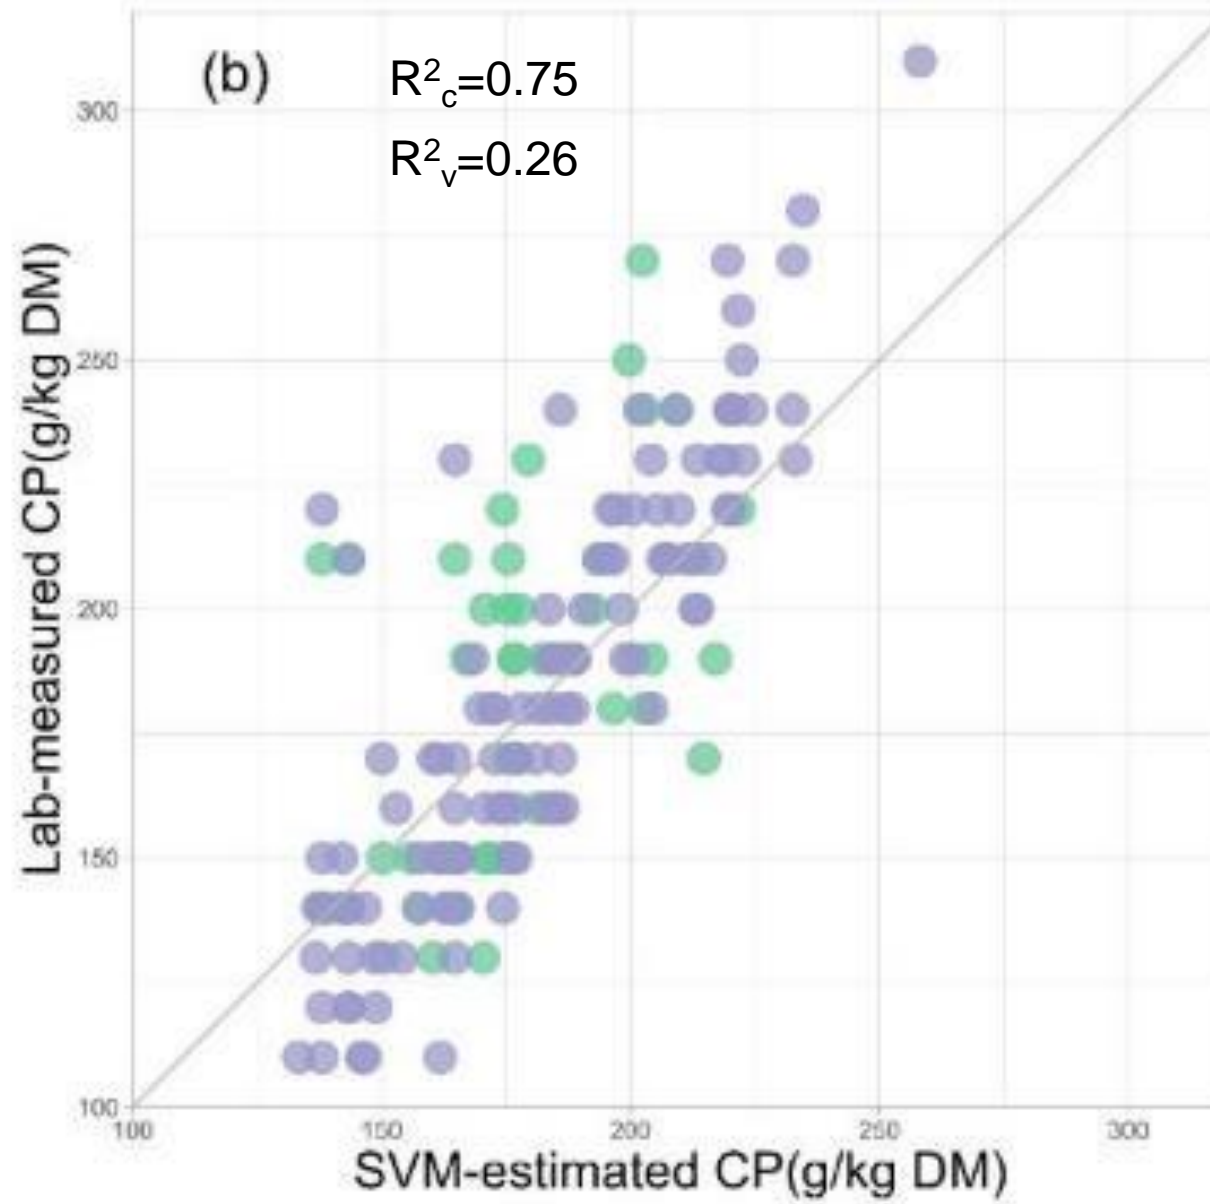 (b)
R²c=0.75
R²v=0.26
Lab-measured CP(g/kg DM)
300
250
200
150
100
100 150 200 250 300
SVM-estimated CP(g/kg DM)